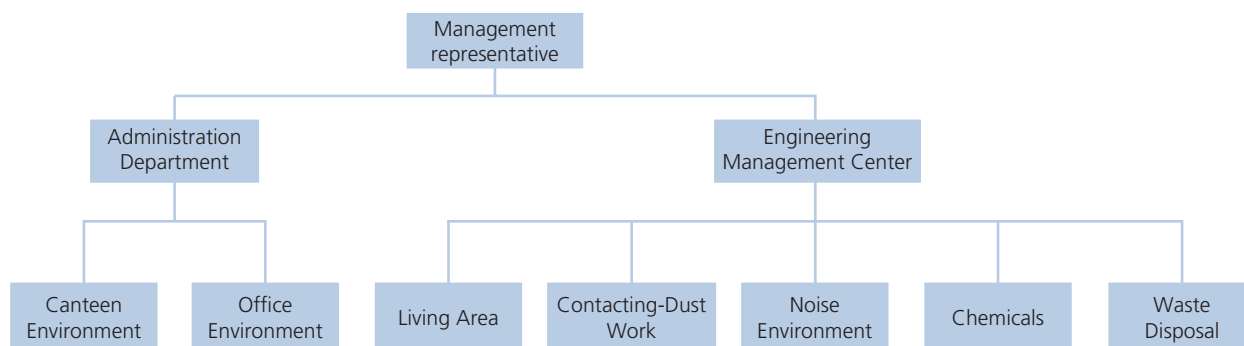 Management
representative
Administration
Department
Engineering
Management Center
Canteen
Environment
Office
Environment
Living Area
Contacting-Dust
Work
Noise
Environment
Chemicals
Waste
Disposal